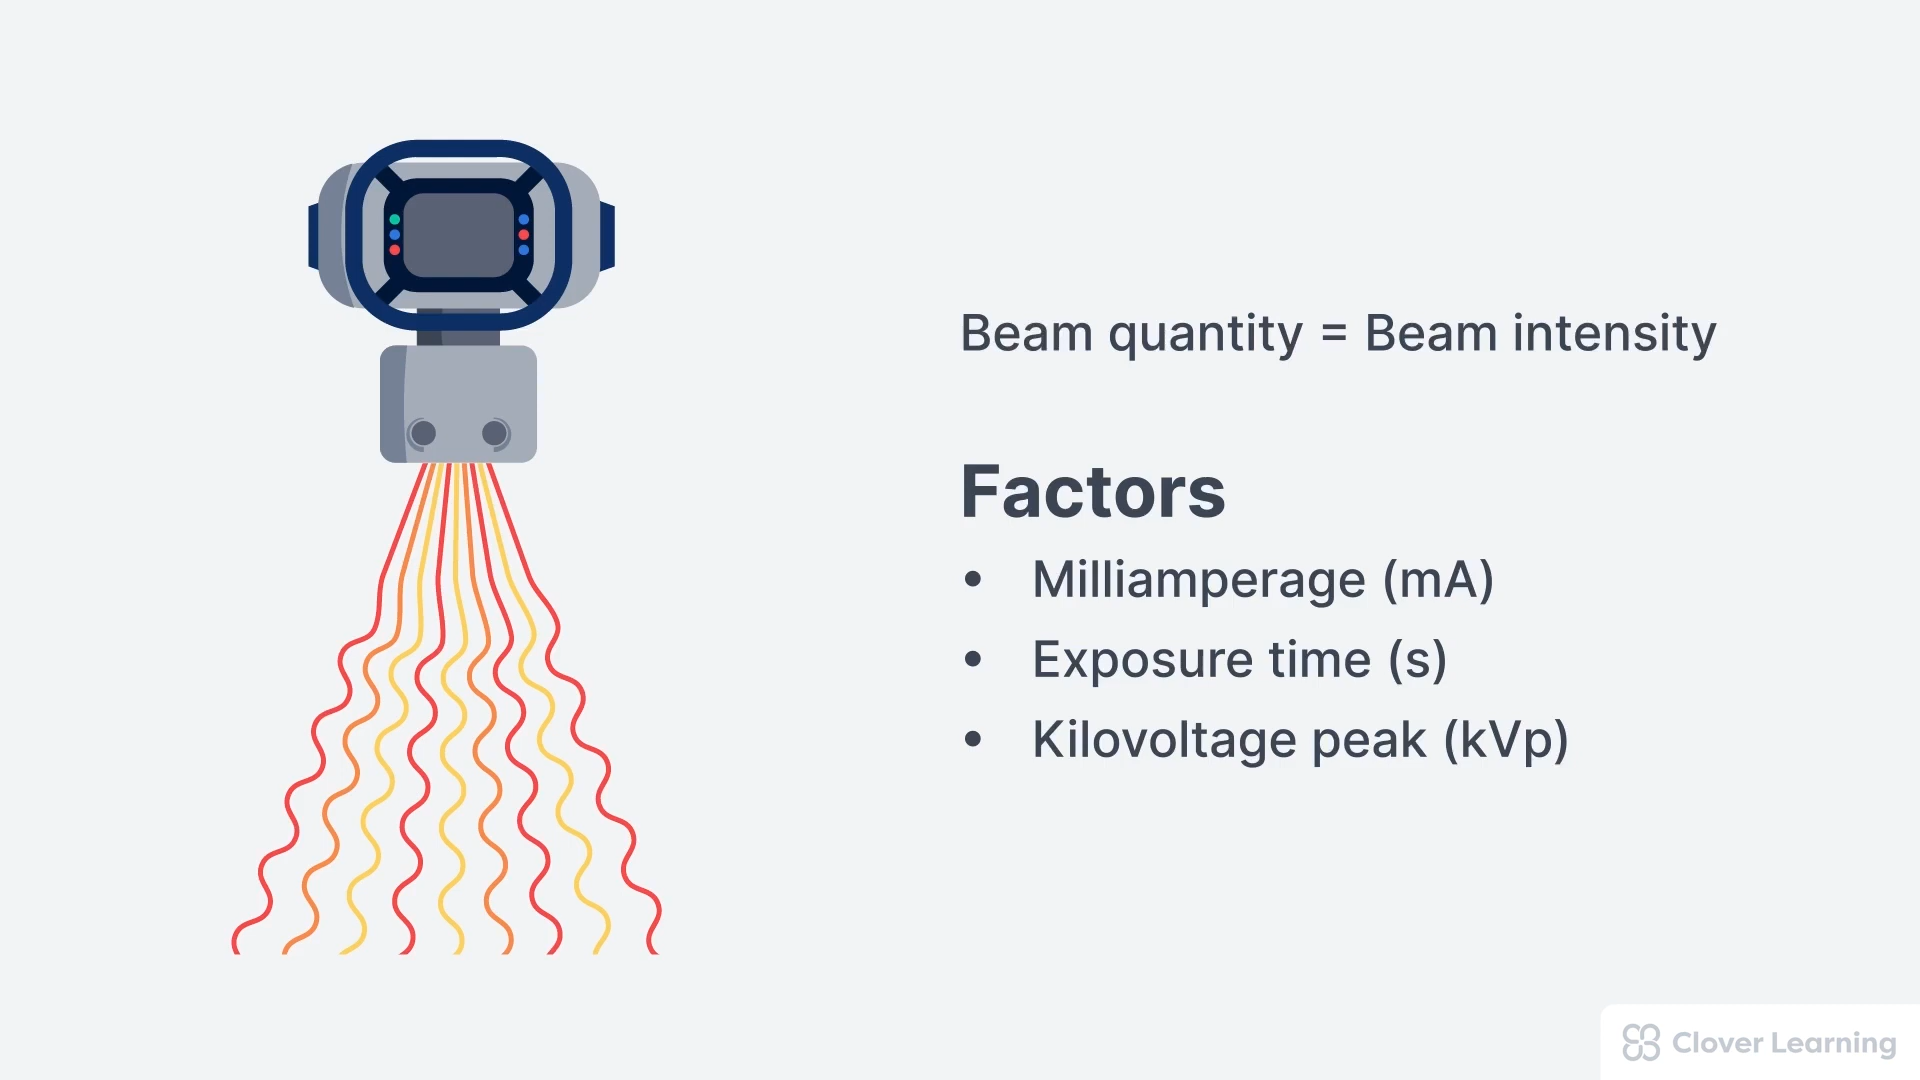 Beam quantity = Beam intensity
Factors
• Milliamperage (mA)
• Exposure time (s)
• Kilovoltage peak (kVp)
Clover Learning